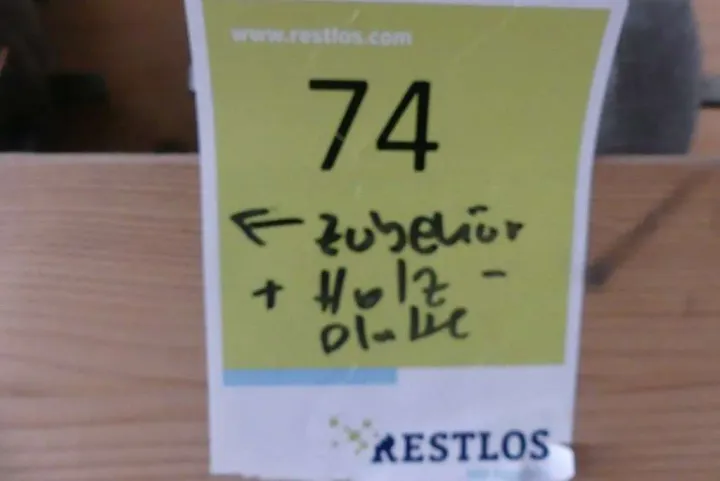 www.restlos.com
74
← Zubehör
+ Holz -
platte
RESTLOS